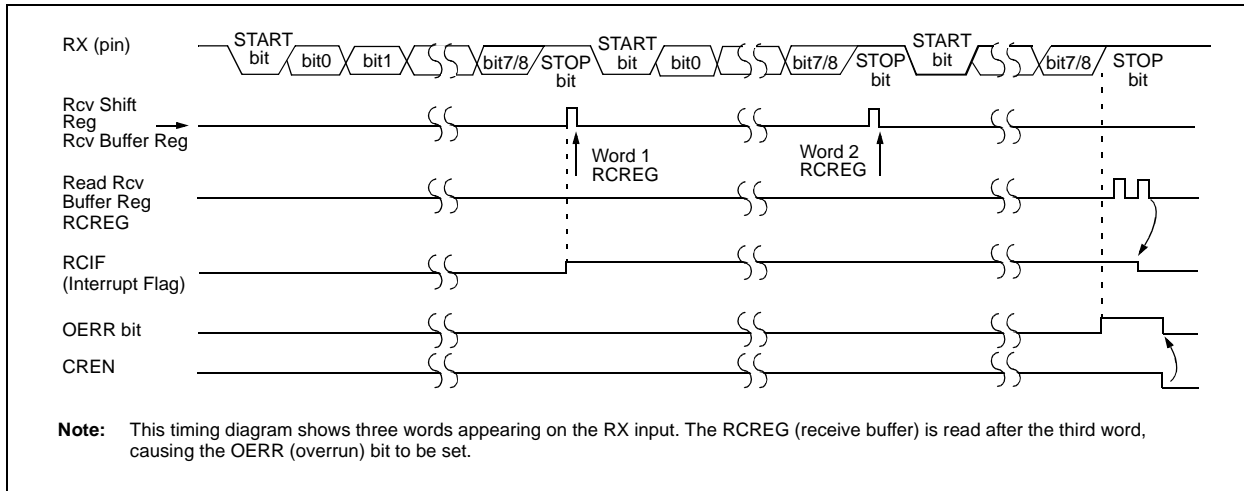 RX (pin)
START
bit
bit0
bit1
bit7/8
STOP
bit
START
bit
bit0
bit7/8
STOP
bit
START
bit
bit7/8
STOP
bit
Rcv Shift
Reg
Rcv Buffer Reg
Word 1
RCREG
Word 2
RCREG
Read Rcv
Buffer Reg
RCREG
RCIF
(Interrupt Flag)
OERR bit
CREN
Note: This timing diagram shows three words appearing on the RX input. The RCREG (receive buffer) is read after the third word,
causing the OERR (overrun) bit to be set.